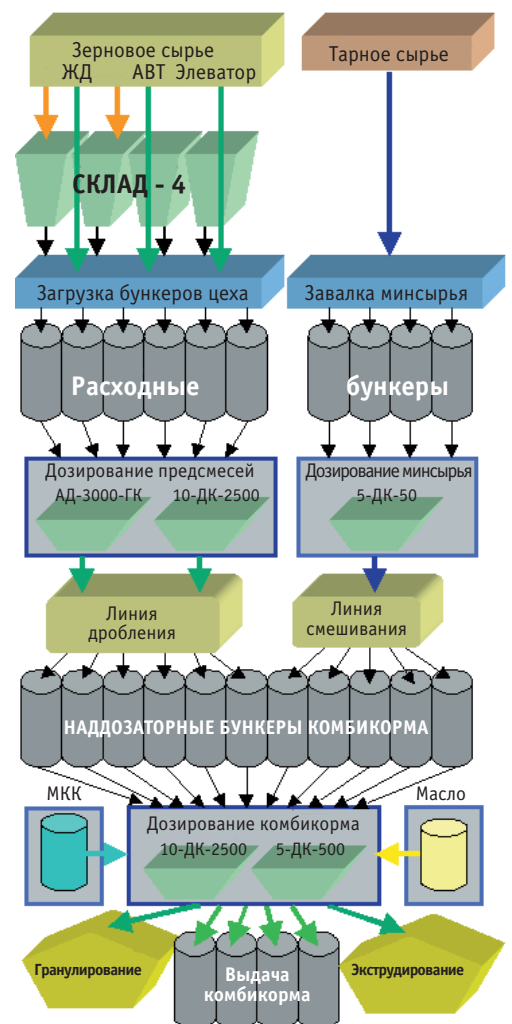 Зерновое сырье
ЖД АВТ Элеватор
Тарное сырье
СКЛАД - 4
Загрузка бункеров цеха
Завалка минсырья
Расходные бункеры
Дозирование предсмесей
АД-3000-ГК 10-ДК-2500
Дозирование минсырья
5-ДК-50
Линия
дробления
Линия
смешивания
НАДДОЗАТОРНЫЕ БУНКЕРЫ КОМБИКОРМА
МКК
Масло
Дозирование комбикорма
10-ДК-2500 5-ДК-500
Гранулирование
Выдача
комбикорма
Экструдирование